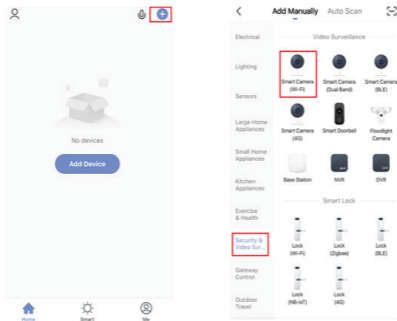 No devices
Add Device
Home
Smart
Me
Add Manually
Auto Scan
Electrical
Lighting
Sensors
Large Home
Appliances
Small Home
Appliances
Kitchen
Appliances
Exercise
& Health
Security &
Video Sur...
Gateway
Control
Outdoor
Travel
Video Surveillance
Smart Camera
(Wi-Fi)
Smart Camera
(Dual Band)
Smart Camera
(BLE)
Smart Camera
(4G)
Smart Doorbell
Floodlight
Camera
Base Station
NVR
DVR
Smart Lock
Lock
(Wi-Fi)
Lock
(Zigbee)
Lock
(BLE)
Lock
(NB-IoT)
Lock
(4G)